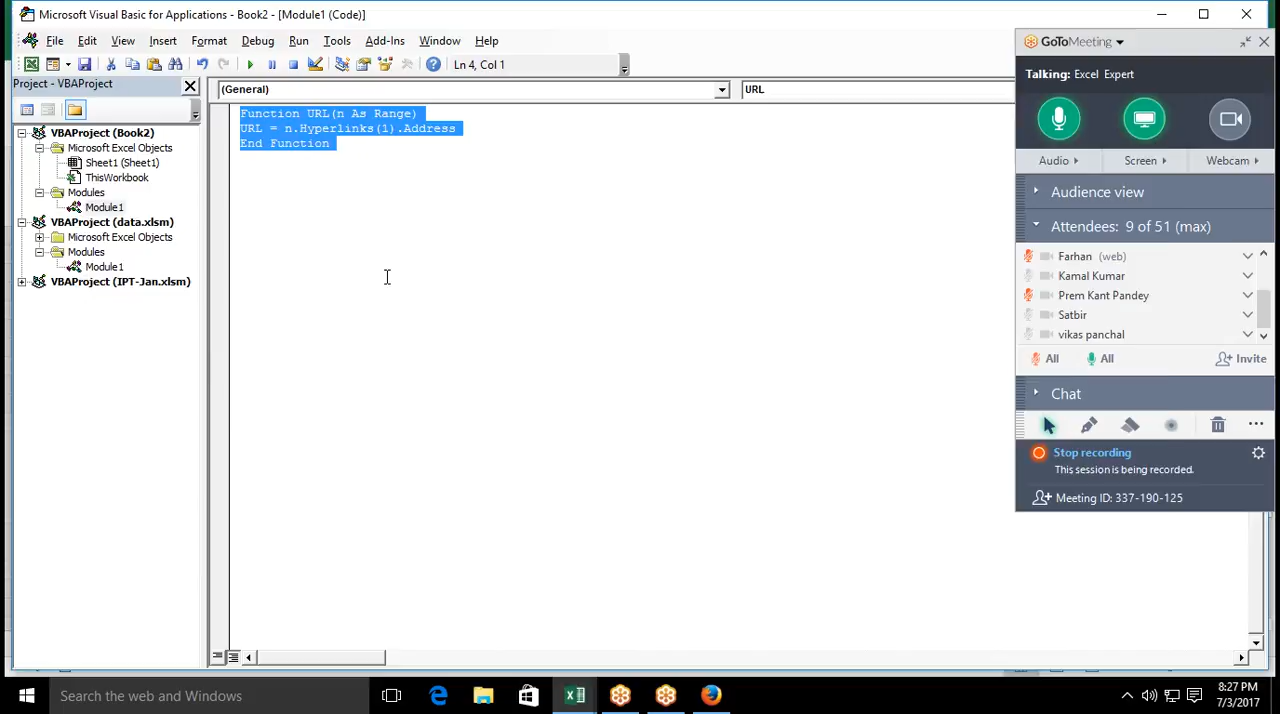 Microsoft Visual Basic for Applications - Book2 - [Module1 (Code)]
File Edit View Insert Format Debug Run Tools Add-Ins Window Help
Ln 4, Col 1
Project - VBAProject
(General)
URL
VBAProject (Book2)
Microsoft Excel Objects
Sheet1 (Sheet1)
ThisWorkbook
Modules
Module1
VBAProject (data.xlsm)
Microsoft Excel Objects
Modules
Module1
VBAProject (IPT-Jan.xlsm)
Function URL(n As Range)
URL = n.Hyperlinks(1).Address
End Function
GoToMeeting
Talking: Excel Expert
Audio Screen Webcam
Audience view
Attendees: 9 of 51 (max)
Farhan (web)
Kamal Kumar
Prem Kant Pandey
Satbir
vikas panchal
All All Invite
Chat
Stop recording
This session is being recorded.
Meeting ID: 337-190-125
Search the web and Windows
8:27 PM
7/3/2017